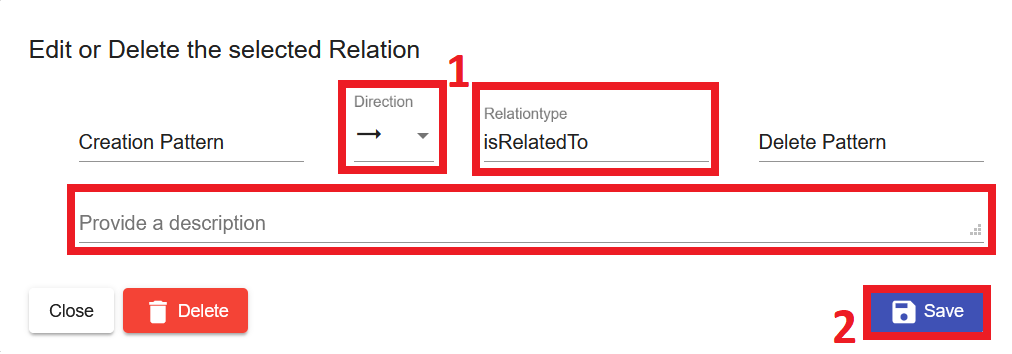 Edit or Delete the selected Relation
1
Direction
Relationtype
Creation Pattern
isRelatedTo
Delete Pattern
Provide a description
Close
Delete
2
Save